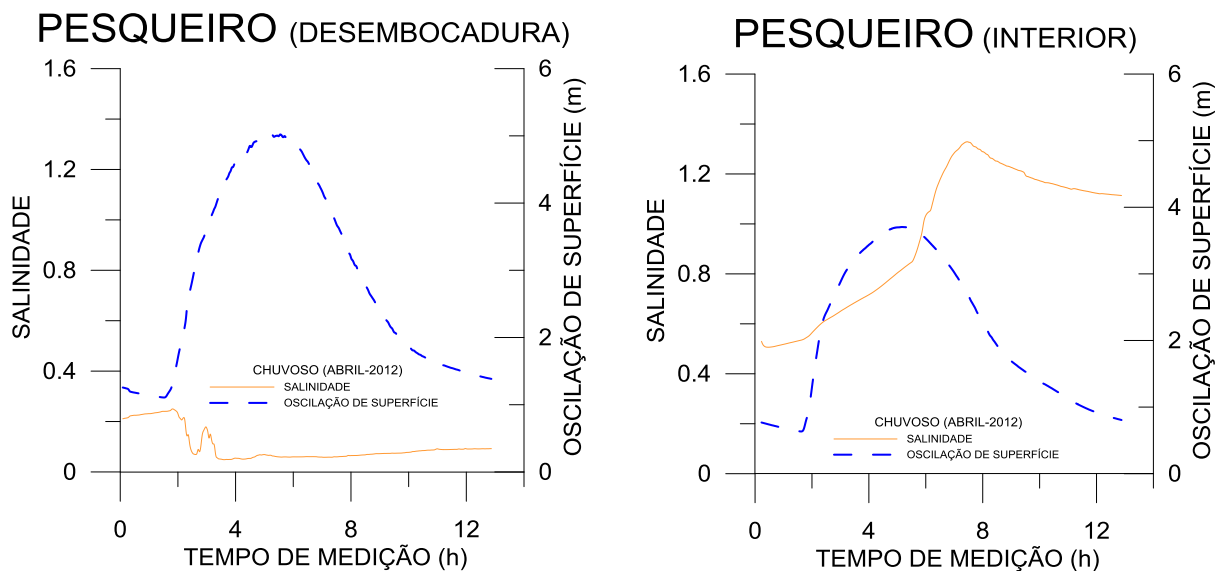 PESQUEIRO (DESEMBOCADURA)
1.6
1.2
0.8
0.4
0
SALINIDADE
6
4
2
0
OSCILAÇÃO DE SUPERFÍCIE (m)
CHUVOSO (ABRIL-2012)
SALINIDADE
OSCILAÇÃO DE SUPERFÍCIE
0 4 8 12
TEMPO DE MEDIÇÃO (h)
PESQUEIRO (INTERIOR)
1.6
1.2
0.8
0.4
0
SALINIDADE
6
4
2
0
OSCILAÇÃO DE SUPERFÍCIE (m)
CHUVOSO (ABRIL-2012)
SALINIDADE
OSCILAÇÃO DE SUPERFÍCIE
0 4 8 12
TEMPO DE MEDIÇÃO (h)